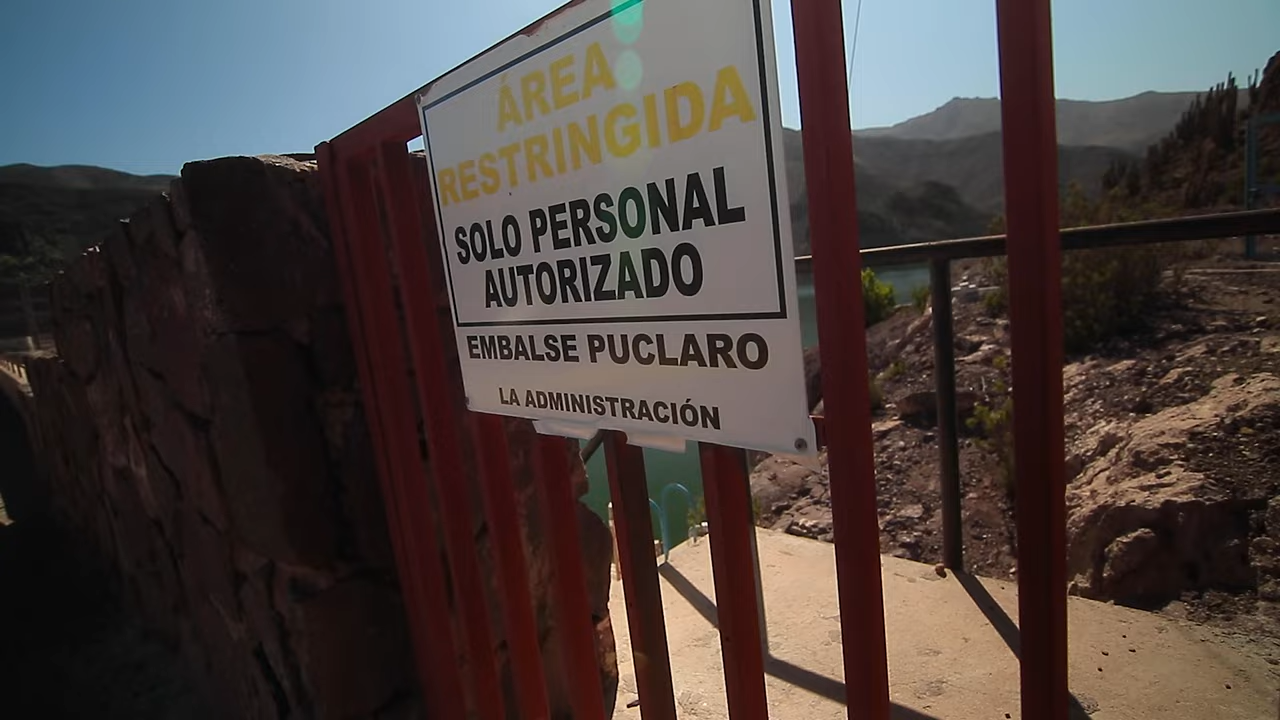 ÁREA
RESTRINGIDA
SOLO PERSONAL
AUTORIZADO
EMBALSE PUCLARO
LA ADMINISTRACIÓN